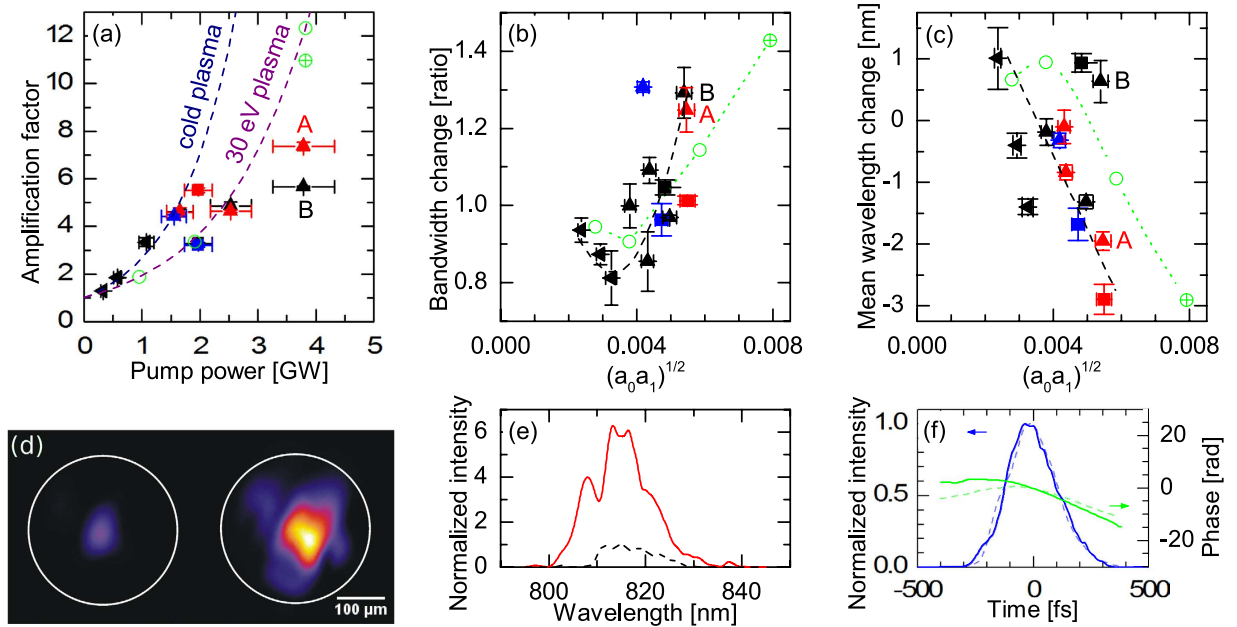 (a)
Amplification factor
12
10
8
6
4
2
0
cold plasma
30 eV plasma
A
B
0 1 2 3 4 5
Pump power [GW]
(b)
Bandwidth change [ratio]
1.4
1.2
1.0
0.8
B
A
0.000 0.004 0.008
(a₀a₁)^1/2
(c)
Mean wavelength change [nm]
1
0
-1
-2
-3
B
A
0.000 0.004 0.008
(a₀a₁)^1/2
(d)
100 µm
(e)
Normalized intensity
6
4
2
0
800 820 840
Wavelength [nm]
(f)
Normalized intensity
1.0
0.5
0.0
-500 0 500
Time [fs]
20
0
-20
Phase [rad]